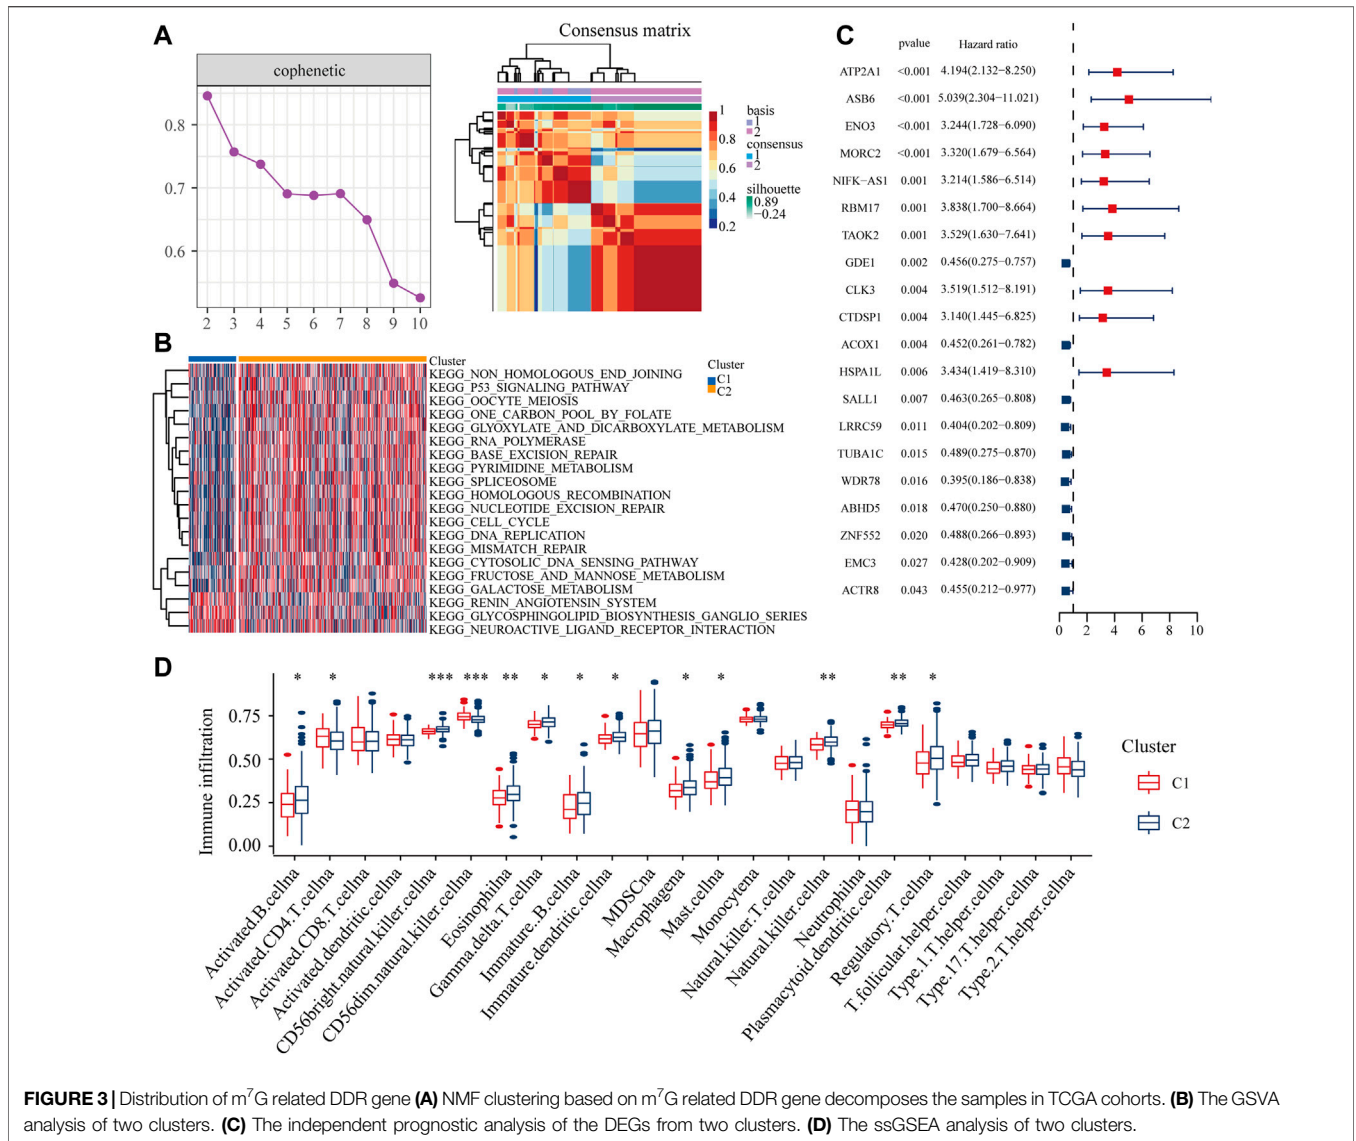 A
cophenetic
0.8
0.7
0.6
2 3 4 5 6 7 8 9 10
Consensus matrix
1
0.8
0.6
0.4
0.2
basis
1
2
consensus
1
2
silhouette
0.89
−0.24
B
Cluster
KEGG_NON_HOMOLOGOUS_END_JOINING
KEGG_P53_SIGNALING_PATHWAY
KEGG_OOCYTE_MEIOSIS
KEGG_ONE_CARBON_POOL_BY_FOLATE
KEGG_GLYOXYLATE_AND_DICARBOXYLATE_METABOLISM
KEGG_RNA_POLYMERASE
KEGG_BASE_EXCISION_REPAIR
KEGG_PYRIMIDINE_METABOLISM
KEGG_SPLICEOSOME
KEGG_HOMOLOGOUS_RECOMBINATION
KEGG_NUCLEOTIDE_EXCISION_REPAIR
KEGG_CELL_CYCLE
KEGG_DNA_REPLICATION
KEGG_MISMATCH_REPAIR
KEGG_CYTOSOLIC_DNA_SENSING_PATHWAY
KEGG_FRUCTOSE_AND_MANNOSE_METABOLISM
KEGG_GALACTOSE_METABOLISM
KEGG_RENIN_ANGIOTENSIN_SYSTEM
KEGG_GLYCOSPHINGOLIPID_BIOSYNTHESIS_GANGLIO_SERIES
KEGG_NEUROACTIVE_LIGAND_RECEPTOR_INTERACTION
Cluster
C1
C2
C
pvalue Hazard ratio
ATP2A1 <0.001 4.194(2.132−8.250)
ASB6 <0.001 5.039(2.304−11.021)
ENO3 <0.001 3.244(1.728−6.090)
MORC2 <0.001 3.320(1.679−6.564)
NIFK−AS1 0.001 3.214(1.586−6.514)
RBM17 0.001 3.838(1.700−8.664)
TAOK2 0.001 3.529(1.630−7.641)
GDE1 0.002 0.456(0.275−0.757)
CLK3 0.004 3.519(1.512−8.191)
CTDSP1 0.004 3.140(1.445−6.825)
ACOX1 0.004 0.452(0.261−0.782)
HSPA1L 0.006 3.434(1.419−8.310)
SALL1 0.007 0.463(0.265−0.808)
LRRC59 0.011 0.404(0.202−0.809)
TUBA1C 0.015 0.489(0.275−0.870)
WDR78 0.016 0.395(0.186−0.838)
ABHD5 0.018 0.470(0.250−0.880)
ZNF552 0.020 0.488(0.266−0.893)
EMC3 0.027 0.428(0.202−0.909)
ACTR8 0.043 0.455(0.212−0.977)
0 2 4 6 8 10
D
* * *** *** ** * * * * * ** ** *
Immune infiltration
0.75
0.50
0.25
0.00
Activated.B.cellna
Activated.CD4.T.cellna
Activated.CD8.T.cellna
Activated.dendritic.cellna
CD56bright.natural.killer.cellna
CD56dim.natural.killer.cellna
Eosinophilna
Gamma.delta.T.cellna
Immature..B.cellna
Immature.dendritic.cellna
MDSCna
Macrophagena
Mast.cellna
Monocytena
Natural.killer.T.cellna
Natural.killer.cellna
Neutrophilna
Plasmacytoid.dendritic.cellna
Regulatory.T.cellna
T.follicular.helper.cellna
Type.1.T.helper.cellna
Type.17.T.helper.cellna
Type.2.T.helper.cellna
Cluster
C1
C2
FIGURE 3 | Distribution of m⁷G related DDR gene (A) NMF clustering based on m⁷G related DDR gene decomposes the samples in TCGA cohorts. (B) The GSVA
analysis of two clusters. (C) The independent prognostic analysis of the DEGs from two clusters. (D) The ssGSEA analysis of two clusters.